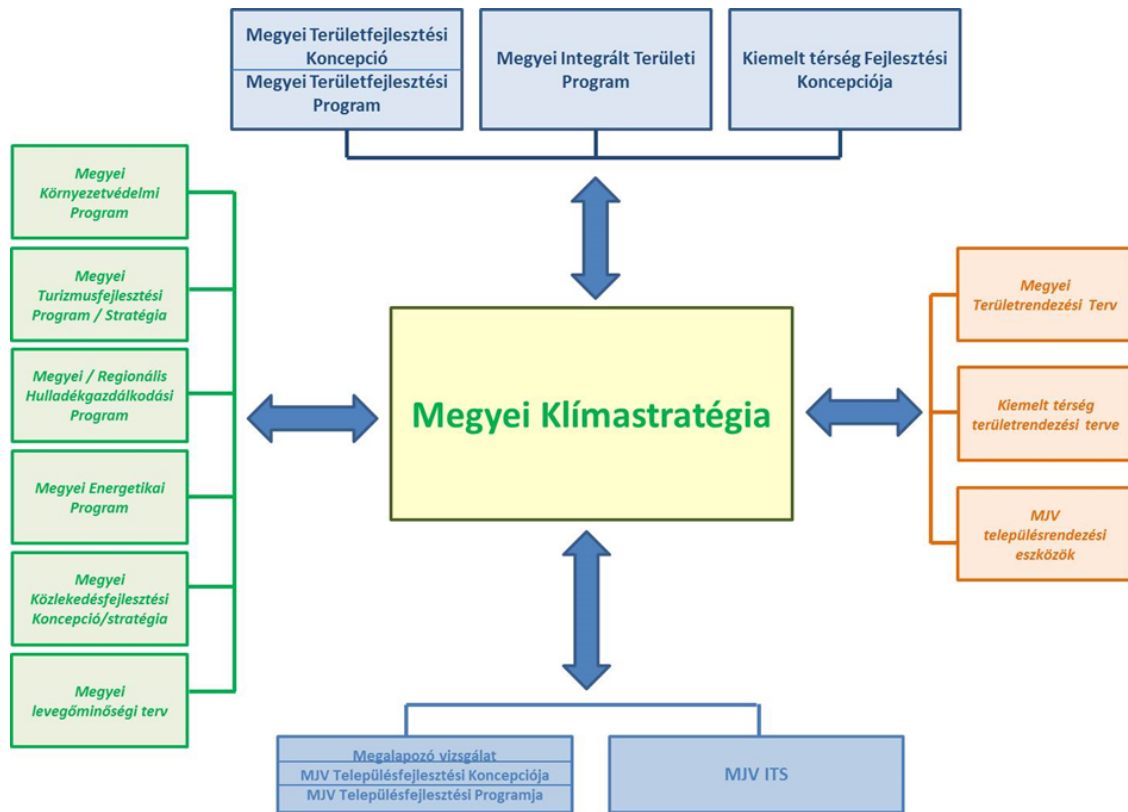 Megyei Területfejlesztési
Koncepció
Megyei Területfejlesztési
Program
Megyei Integrált Területi
Program
Kiemelt térség Fejlesztési
Koncepciója
Megyei
Környezetvédelmi
Program
Megyei
Turizmusfejlesztési
Program / Stratégia
Megyei / Regionális
Hulladékgazdálkodási
Program
Megyei Energetikai
Program
Megyei
Közlekedésfejlesztési
Koncepció/stratégia
Megyei
levegőminőségi terv
Megyei Klímastratégia
Megyei
Területrendezési Terv
Kiemelt térség
területrendezési terve
MJV
településrendezési
eszközök
Megalapozó vizsgálat
MJV Településfejlesztési Koncepciója
MJV Településfejlesztési Programja
MJV ITS